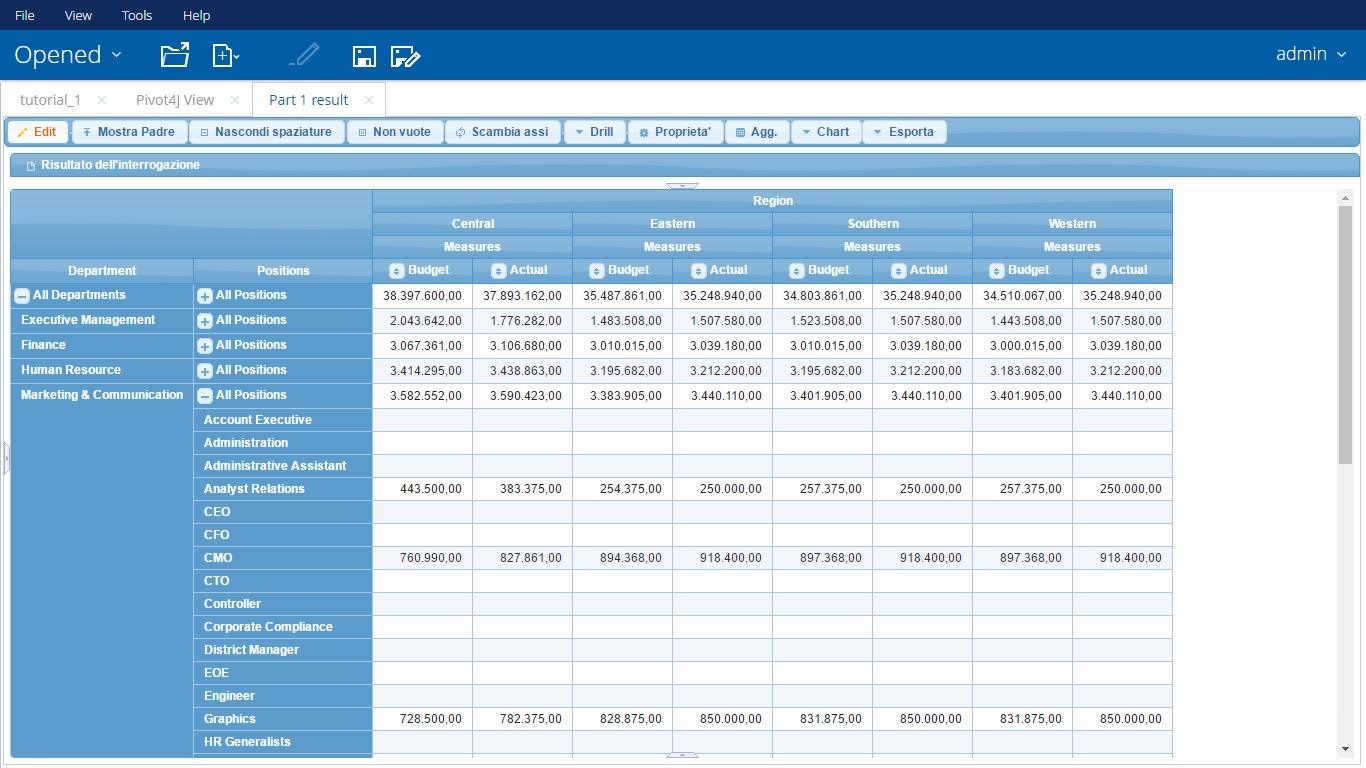 File View Tools Help
Opened admin
tutorial_1 Pivot4J View Part 1 result
Edit Mostra Padre Nascondi spaziature Non vuote Scambia assi Drill Proprieta' Agg. Chart Esporta
Risultato dell'interrogazione
Region
Central Eastern Southern Western
Measures Measures Measures Measures
Department Positions Budget Actual Budget Actual Budget Actual Budget Actual
All Departments All Positions 38.397.600,00 37.893.162,00 35.487.861,00 35.248.940,00 34.803.861,00 35.248.940,00 34.510.067,00 35.248.940,00
Executive Management All Positions 2.043.642,00 1.776.282,00 1.483.508,00 1.507.580,00 1.523.508,00 1.507.580,00 1.443.508,00 1.507.580,00
Finance All Positions 3.067.361,00 3.106.680,00 3.010.015,00 3.039.180,00 3.010.015,00 3.039.180,00 3.000.015,00 3.039.180,00
Human Resource All Positions 3.414.295,00 3.438.863,00 3.195.682,00 3.212.200,00 3.195.682,00 3.212.200,00 3.183.682,00 3.212.200,00
Marketing & Communication All Positions 3.582.552,00 3.590.423,00 3.383.905,00 3.440.110,00 3.401.905,00 3.440.110,00 3.401.905,00 3.440.110,00
Account Executive
Administration
Administrative Assistant
Analyst Relations 443.500,00 383.375,00 254.375,00 250.000,00 257.375,00 250.000,00 257.375,00 250.000,00
CEO
CFO
CMO 760.990,00 827.861,00 894.368,00 918.400,00 897.368,00 918.400,00 897.368,00 918.400,00
CTO
Controller
Corporate Compliance
District Manager
EOE
Engineer
Graphics 728.500,00 782.375,00 828.875,00 850.000,00 831.875,00 850.000,00 831.875,00 850.000,00
HR Generalists